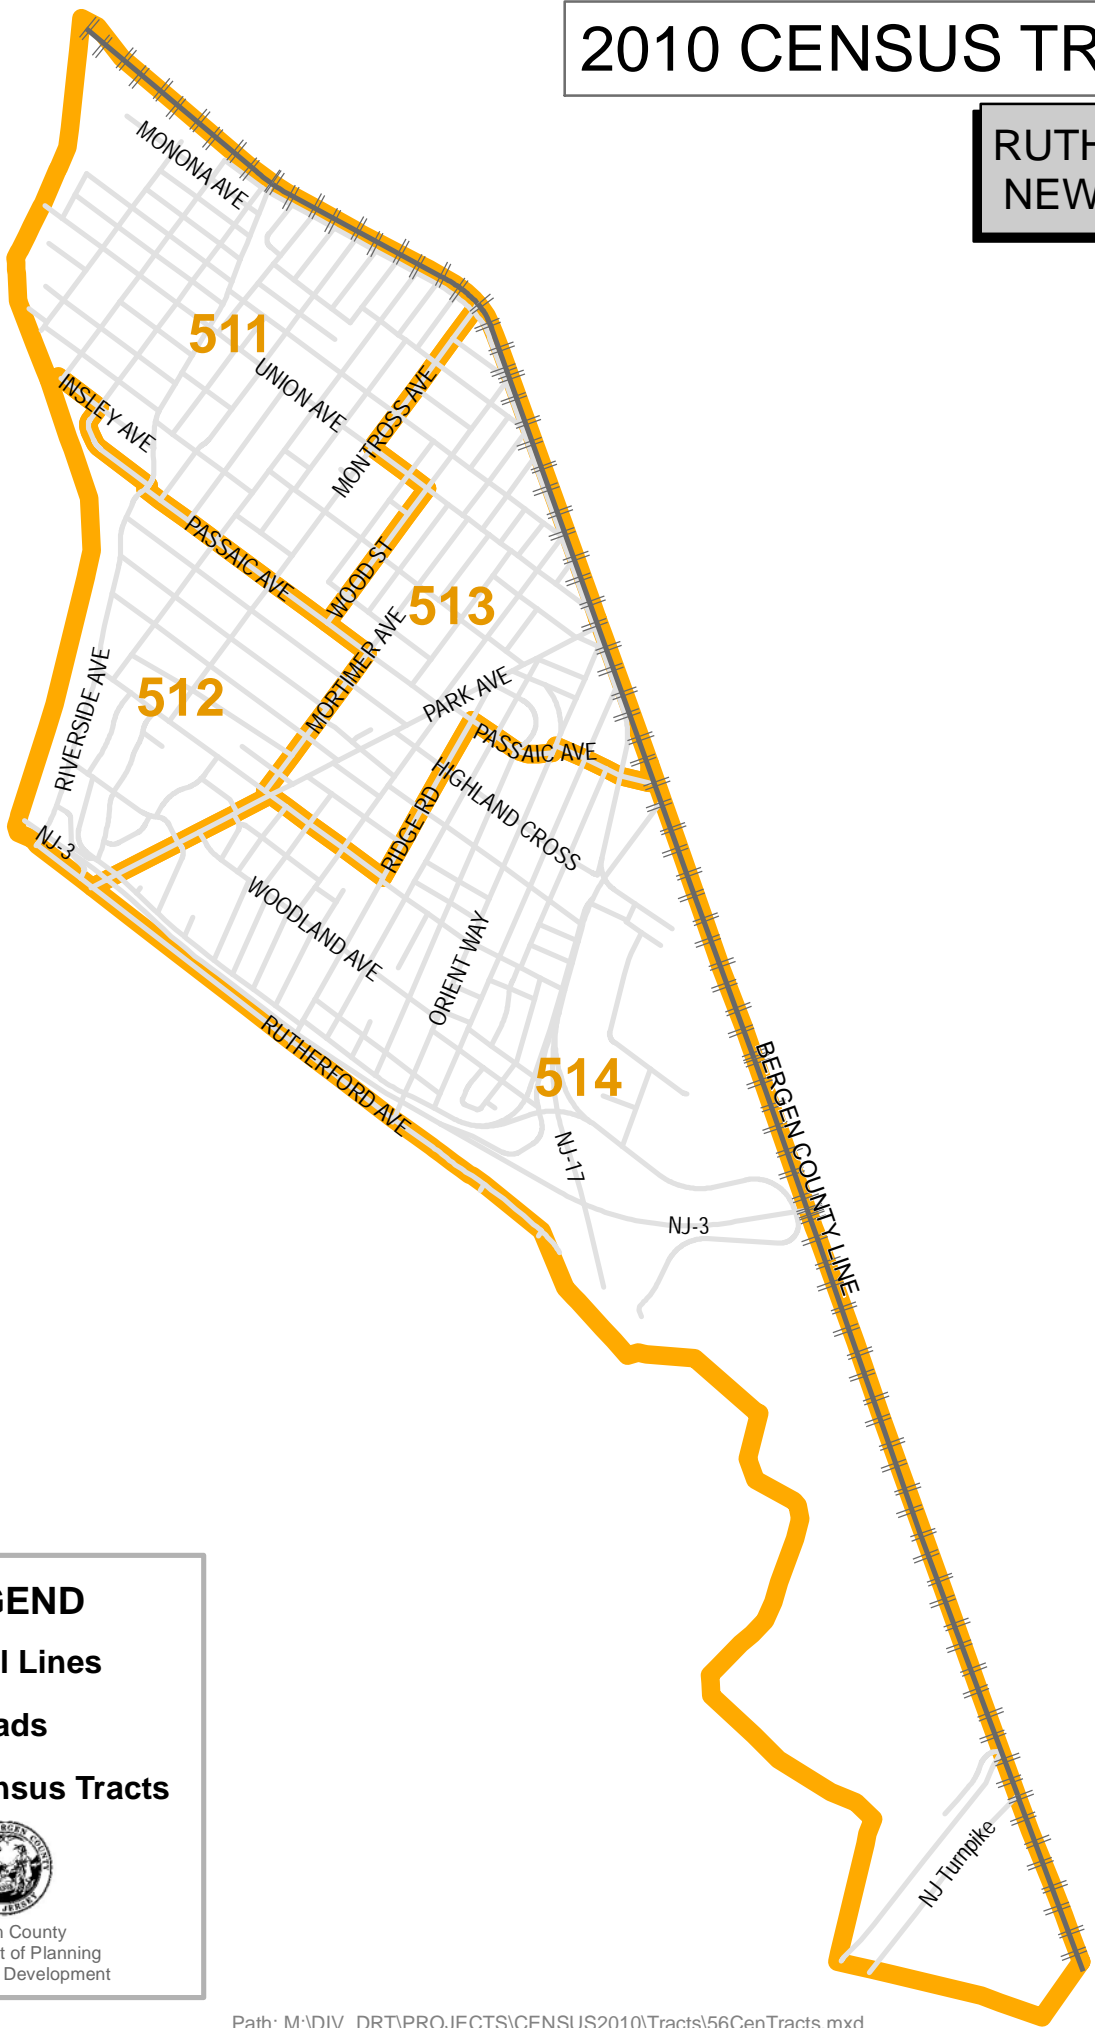 2010 CENSUS TR
RUTH
NEW
MONONA AVE
511
UNION AVE
MONTROSS AVE
INSLEY AVE
PASSAIC AVE
WOOD ST
513
MORTIMER AVE
512
RIVERSIDE AVE
PARK AVE
PASSAIC AVE
HIGHLAND CROSS
RIDGE RD
NJ-3
WOODLAND AVE
ORIENT WAY
RUTHERFORD AVE
514
BERGEN COUNTY LINE
NJ-17
NJ-3
NJ Turnpike
GEND
l Lines
ads
nsus Tracts
RGEN COUNTY
JERSEY
n County
t of Planning
Development
Path: M:\DIV_DRT\PROJECTS\CENSUS2010\Tracts\56CenTracts.mxd